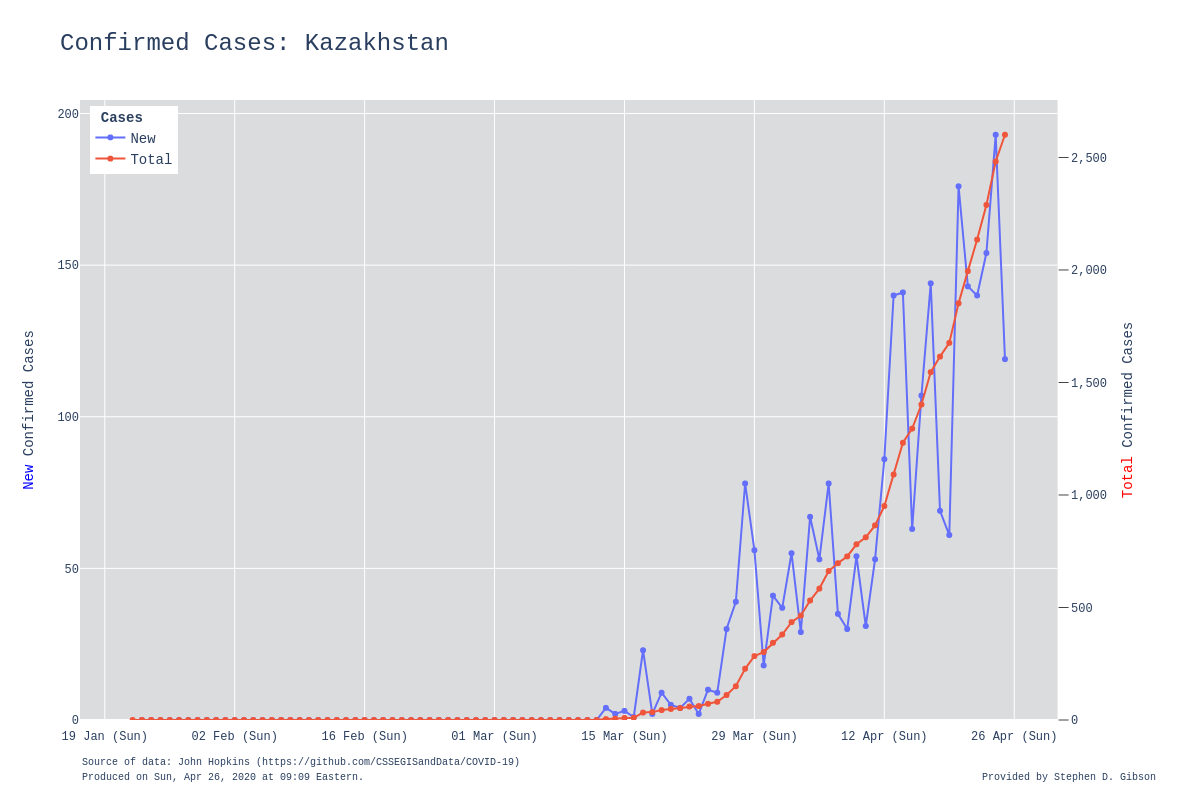 Confirmed Cases: Kazakhstan
Cases
New
Total
200
150
100
50
0
2,500
2,000
1,500
1,000
500
0
New Confirmed Cases
Total Confirmed Cases
19 Jan (Sun) 02 Feb (Sun) 16 Feb (Sun) 01 Mar (Sun) 15 Mar (Sun) 29 Mar (Sun) 12 Apr (Sun) 26 Apr (Sun)
Source of data: John Hopkins (https://github.com/CSSEGISandData/COVID-19)
Produced on Sun, Apr 26, 2020 at 09:09 Eastern.
Provided by Stephen D. Gibson